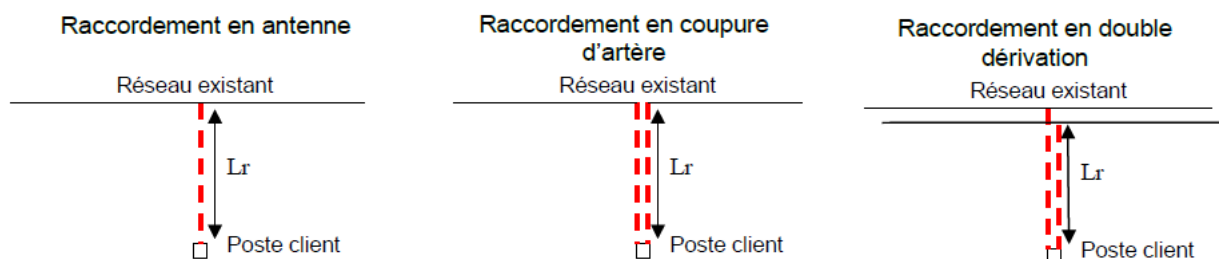 Raccordement en antenne
Réseau existant
Lr
Poste client
Raccordement en coupure
d'artère
Réseau existant
Lr
Poste client
Raccordement en double
dérivation
Réseau existant
Lr
Poste client